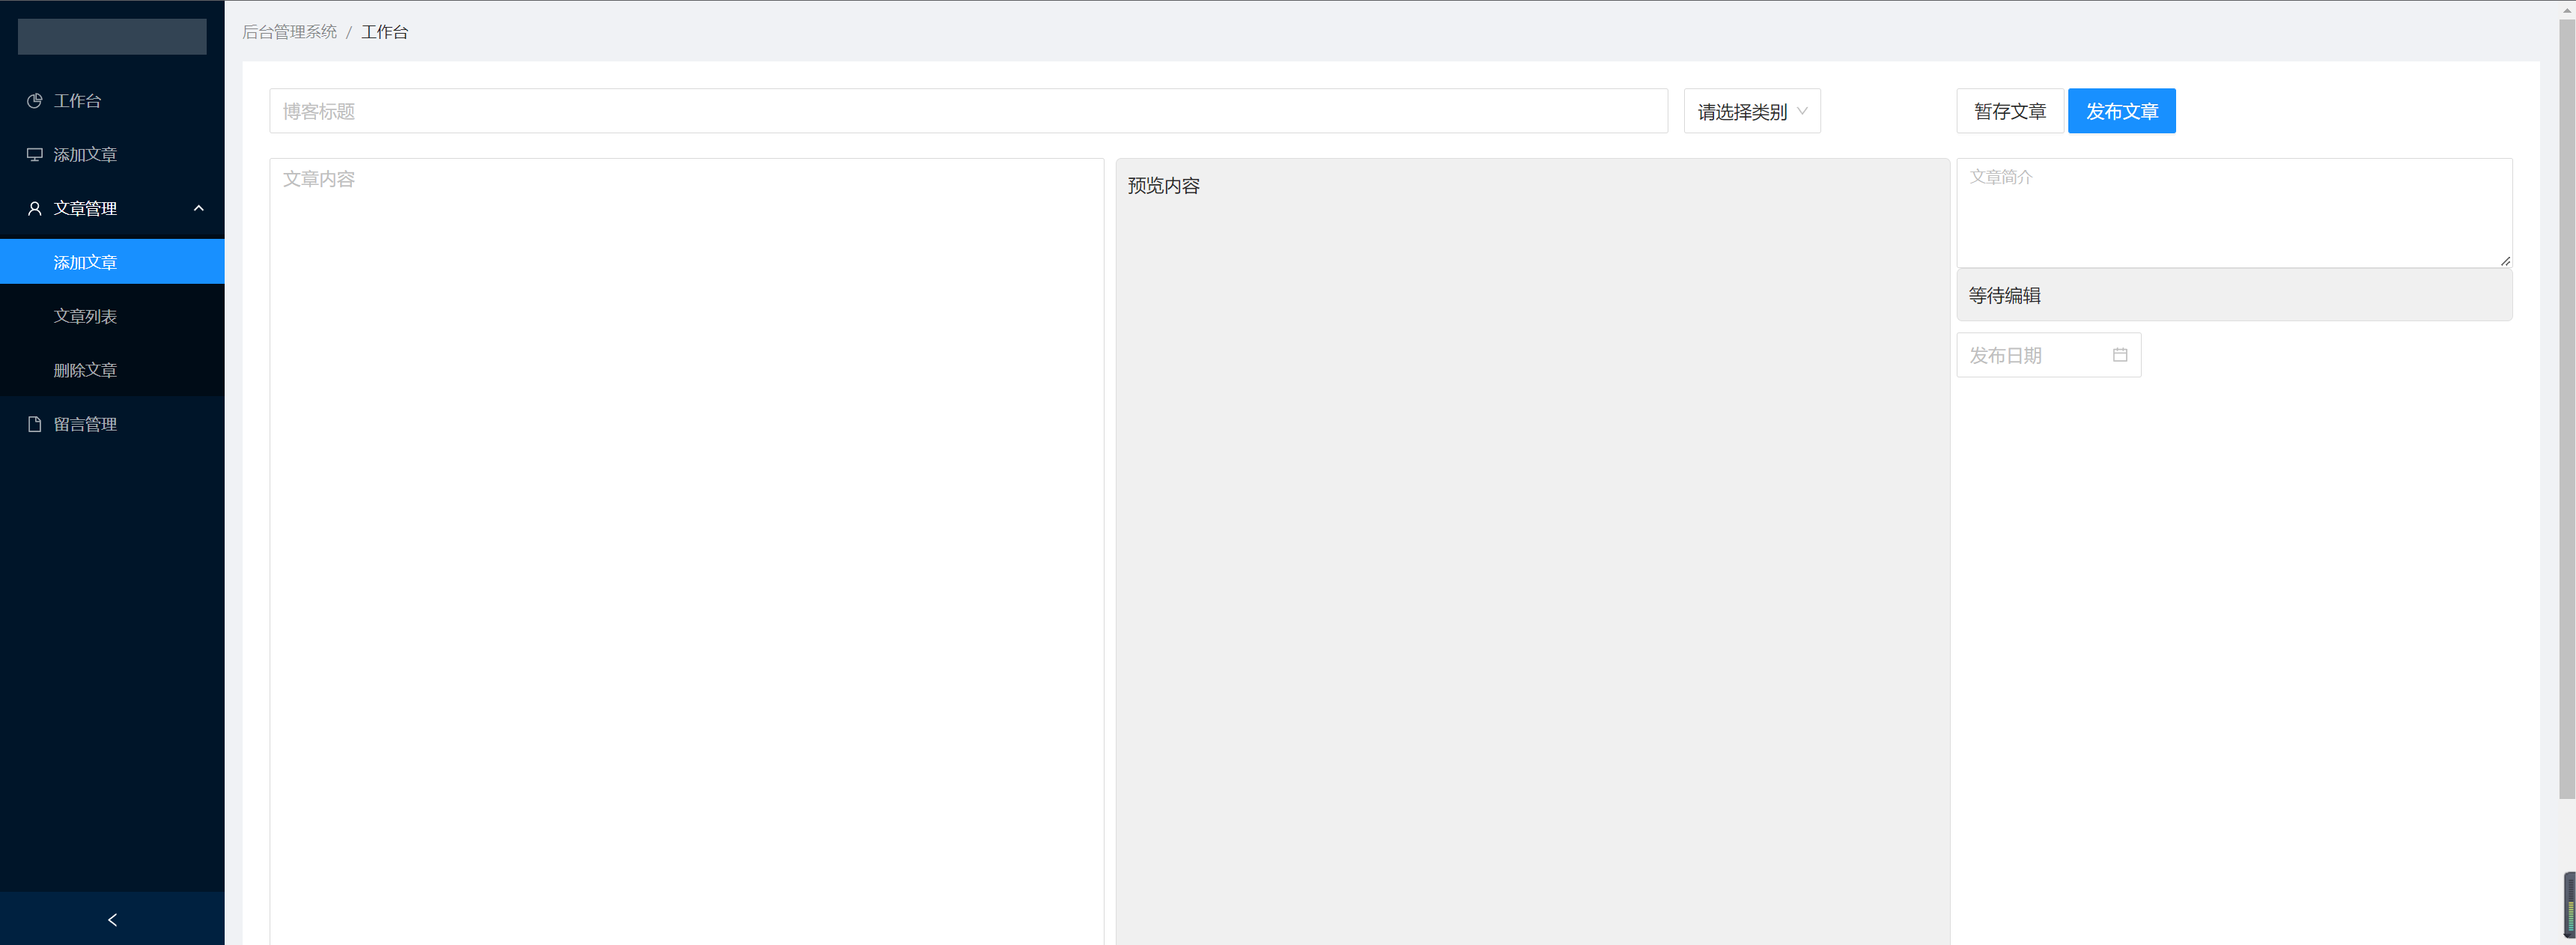 后台管理系统 / 工作台
工作台
添加文章
文章管理
添加文章
文章列表
删除文章
留言管理
博客标题
请选择类别
暂存文章
发布文章
文章内容
预览内容
文章简介
等待编辑
发布日期